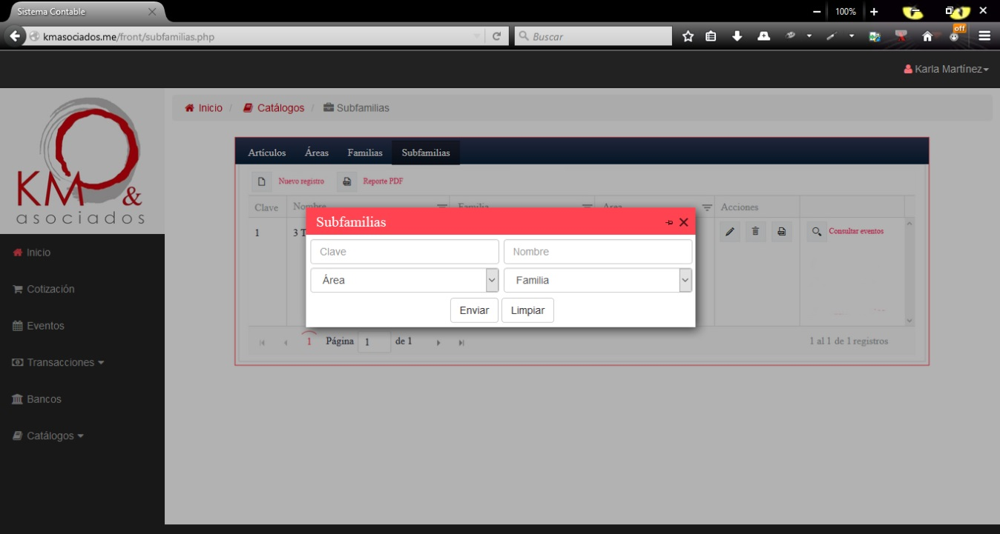 Sistema Contable
100%
kmasociados.me/front/subfamilias.php
Buscar
off
Karla Martínez
KM &
asociados
Inicio / Catálogos / Subfamilias
Artículos Áreas Familias Subfamilias
Nuevo registro Reporte PDF
Clave Nombre Familia Area Acciones
Subfamilias
1 3 T
Consultar eventos
Clave Nombre
Área Familia
Enviar Limpiar
1 Página 1 de 1
1 al 1 de 1 registros
Inicio
Cotización
Eventos
Transacciones
Bancos
Catálogos